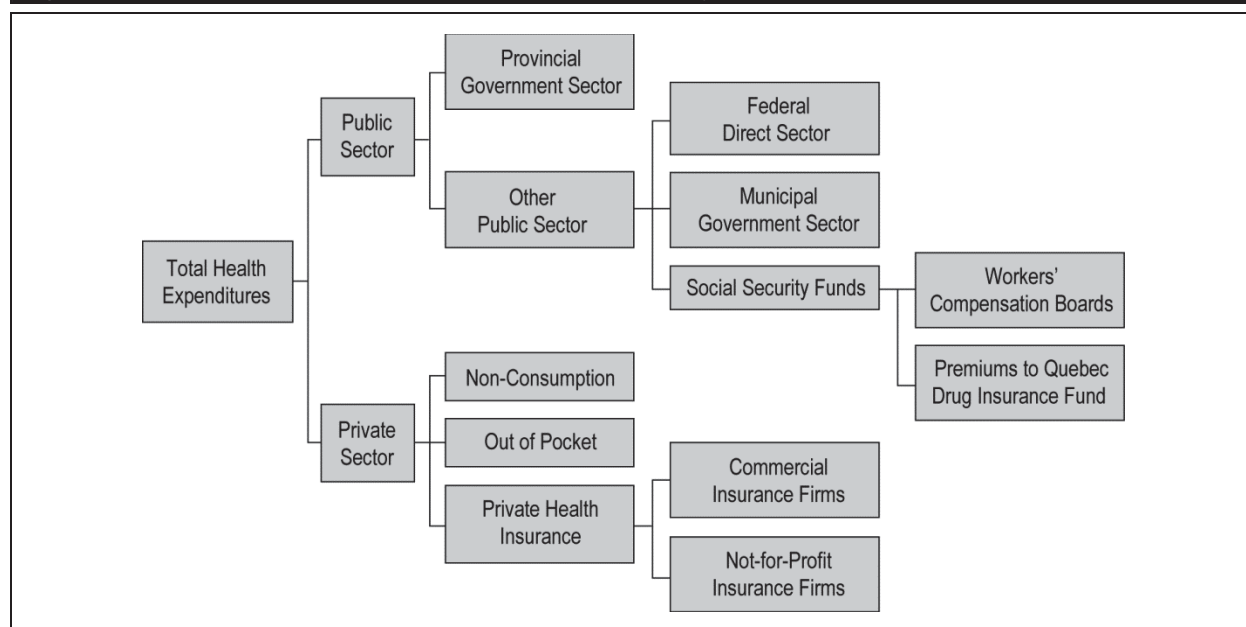 Provincial
Government Sector
Public
Sector
Federal
Direct Sector
Other
Public Sector
Municipal
Government Sector
Total Health
Expenditures
Social Security Funds
Workers'
Compensation Boards
Non-Consumption
Premiums to Quebec
Drug Insurance Fund
Private
Sector
Out of Pocket
Commercial
Insurance Firms
Private Health
Insurance
Not-for-Profit
Insurance Firms